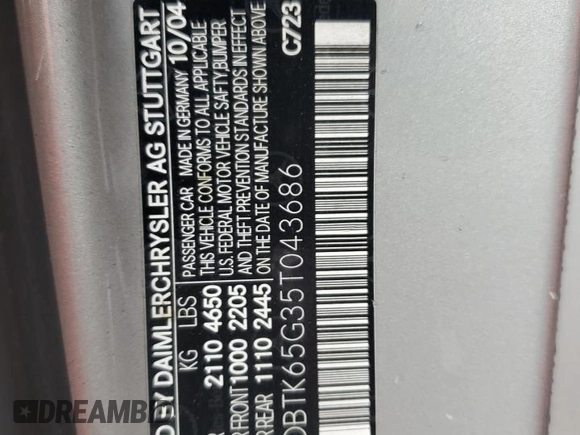 D BY DAIMLERCHRYSLER AG STUTTGART
KG LBS PASSENGER CAR MADE IN GERMANY 10/04
THIS VEHICLE CONFORMS TO ALL APPLICABLE
R 2110 4650 U.S. FEDERAL MOTOR VEHICLE SAFTY, BUMPER
R FRONT 1000 2205 AND THEFT PREVENTION STANDARDS IN EFFECT
R REAR 1110 2445 ON THE DATE OF MANUFACTURE SHOWN ABOVE
DBTK65G35T043686 C723
DREAMBID